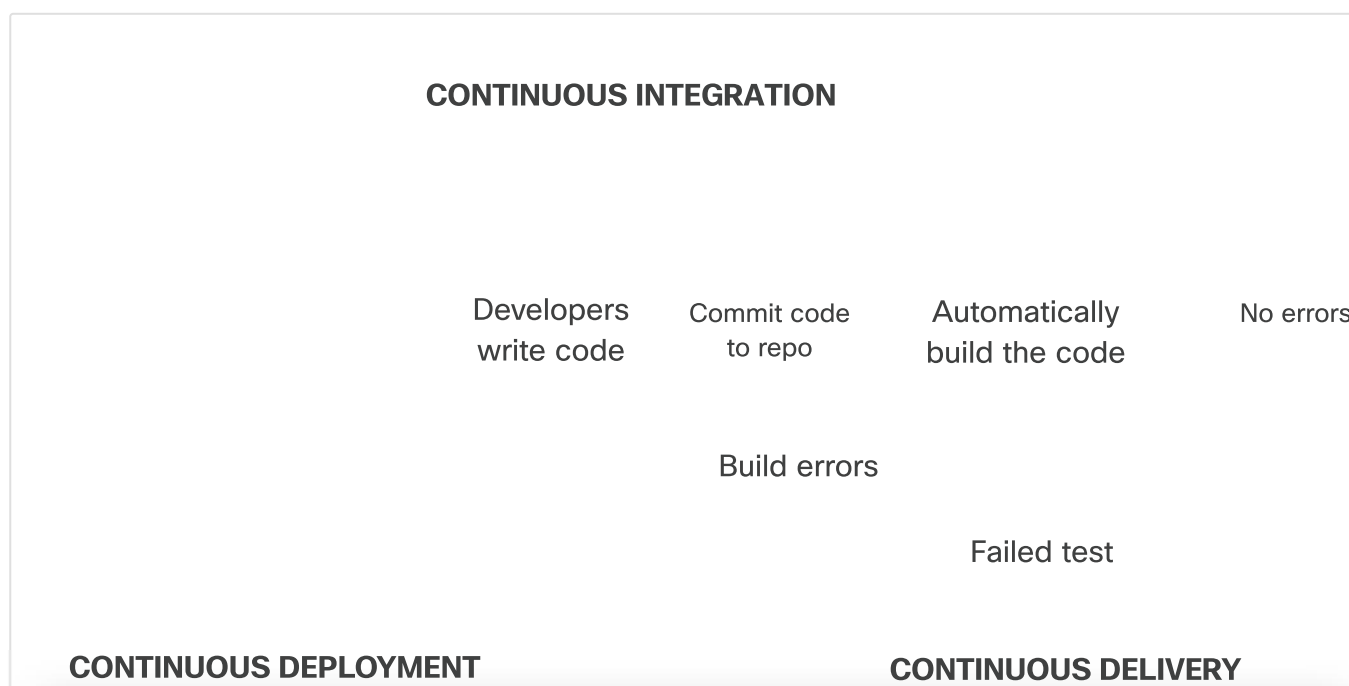 CONTINUOUS INTEGRATION
Developers
write code
Commit code
to repo
Automatically
build the code
No errors
Build errors
Failed test
CONTINUOUS DEPLOYMENT
CONTINUOUS DELIVERY